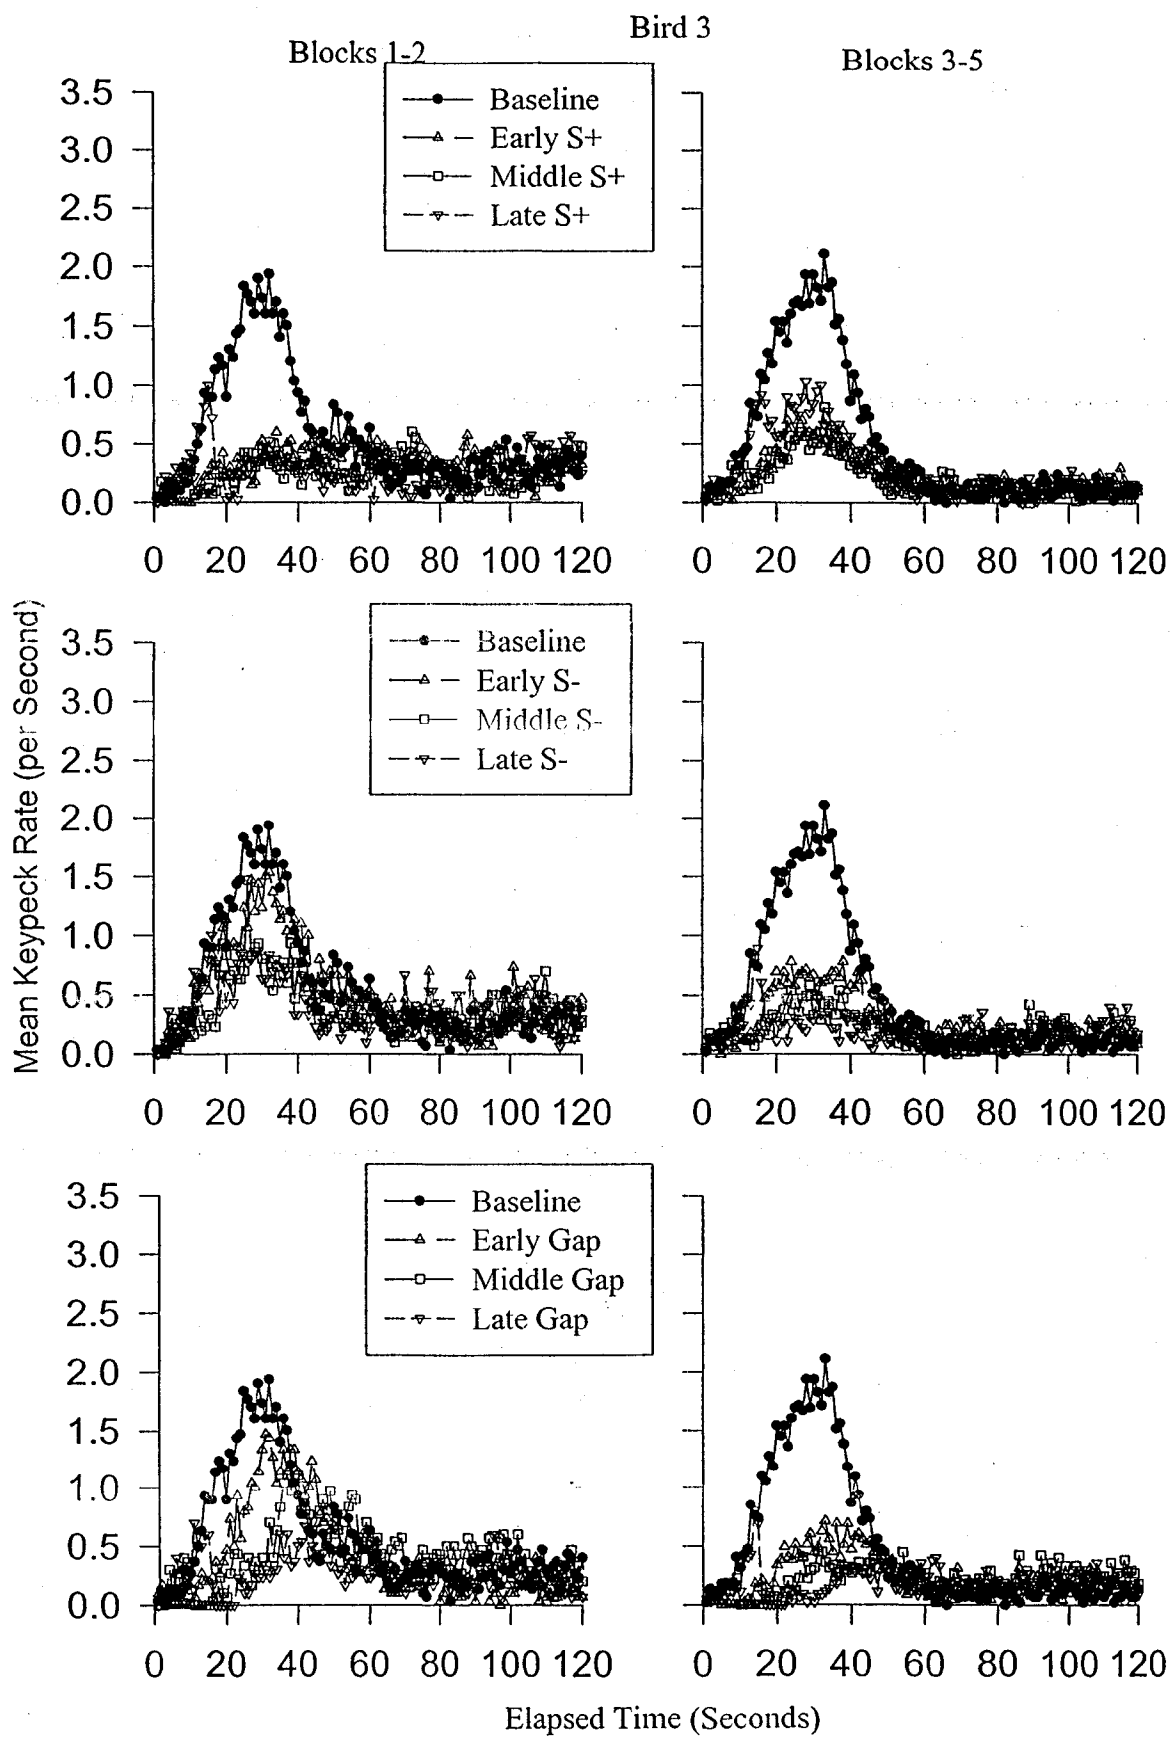 Bird 3
Blocks 1-2
Blocks 3-5
Baseline
Early S+
Middle S+
Late S+
3.5
3.0
2.5
2.0
1.5
1.0
0.5
0.0
0 20 40 60 80 100 120
0 20 40 60 80 100 120
Mean Keypeck Rate (per Second)
Baseline
Early S-
Middle S-
Late S-
3.5
3.0
2.5
2.0
1.5
1.0
0.5
0.0
0 20 40 60 80 100 120
0 20 40 60 80 100 120
Baseline
Early Gap
Middle Gap
Late Gap
3.5
3.0
2.5
2.0
1.5
1.0
0.5
0.0
0 20 40 60 80 100 120
0 20 40 60 80 100 120
Elapsed Time (Seconds)